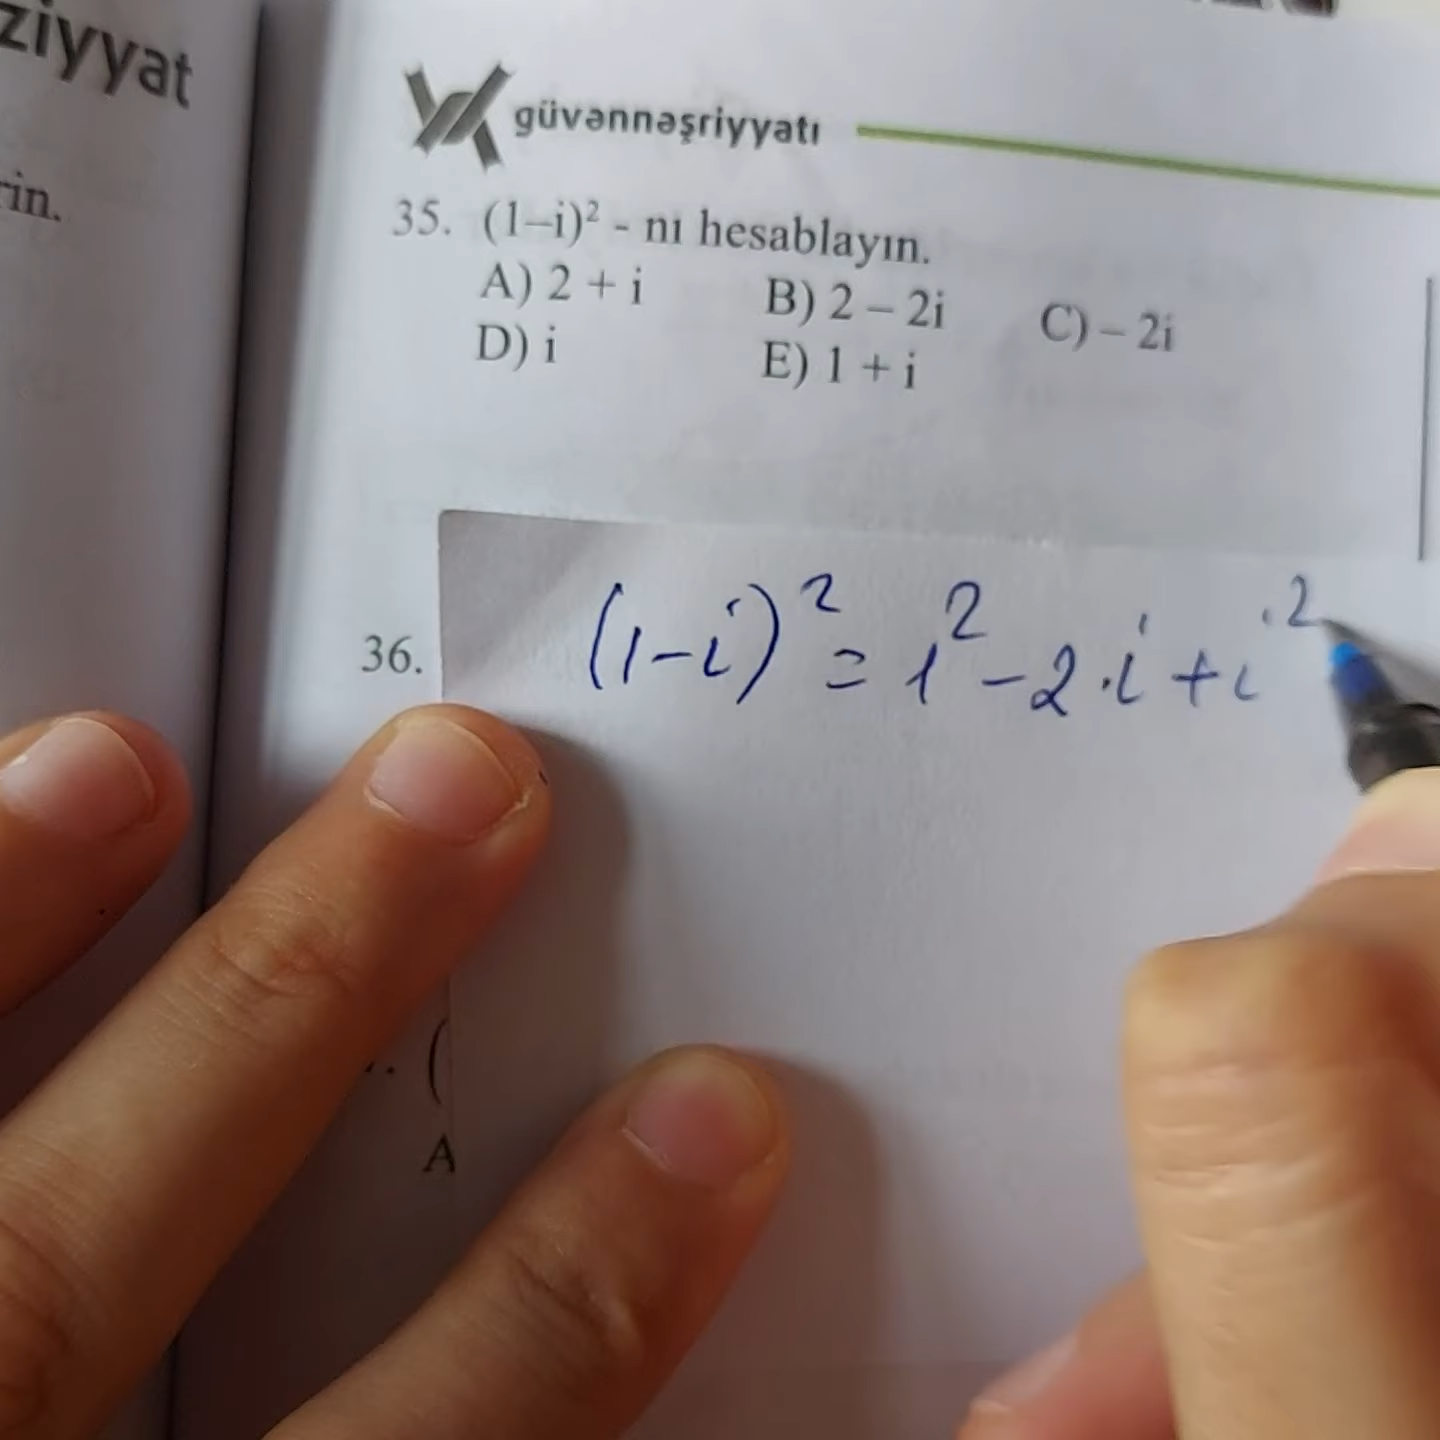 ziyyat
rin.
güvənnəşriyyatı
35. (1–i)² - nı hesablayın.
A) 2 + i B) 2 – 2i C) – 2i
D) i E) 1 + i
36.
(1-i)² = 1² - 2·i + i²
(
A